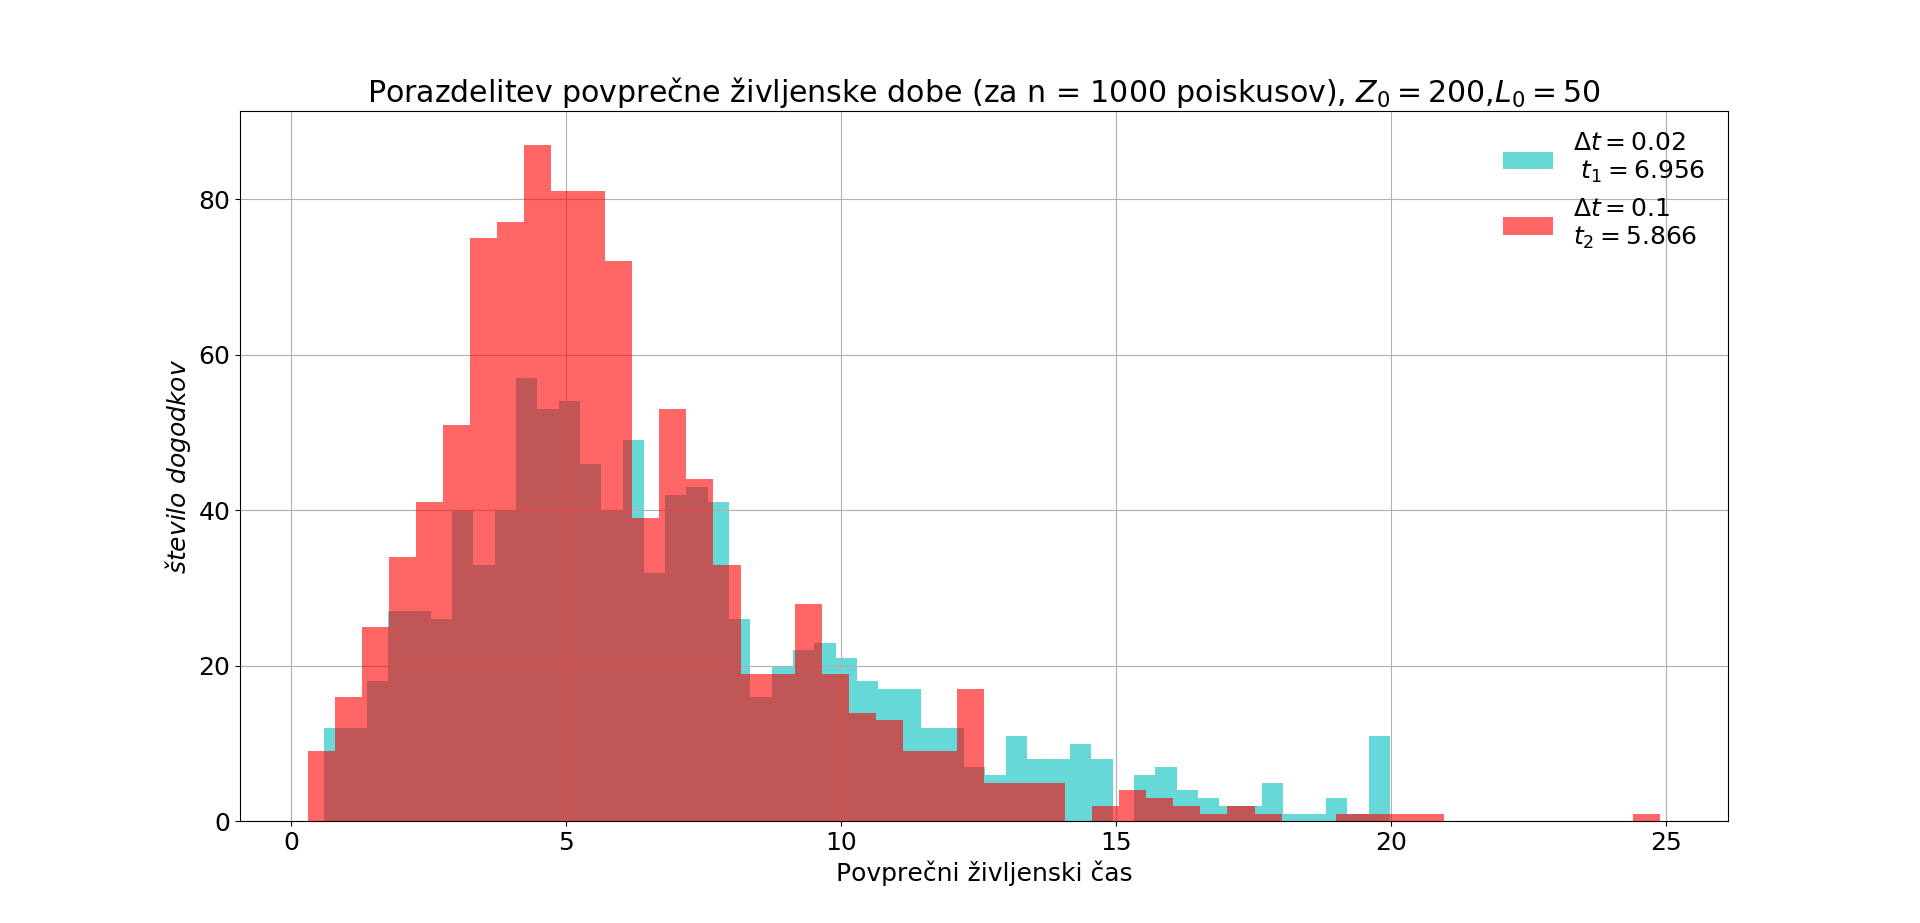 Porazdelitev povprečne življenske dobe (za n = 1000 poiskusov), Z₀ = 200,L₀ = 50
Δt = 0.02
t₁ = 6.956
Δt = 0.1
t₂ = 5.866
80
60
40
20
0
število dogodkov
0 5 10 15 20 25
Povprečni življenski čas